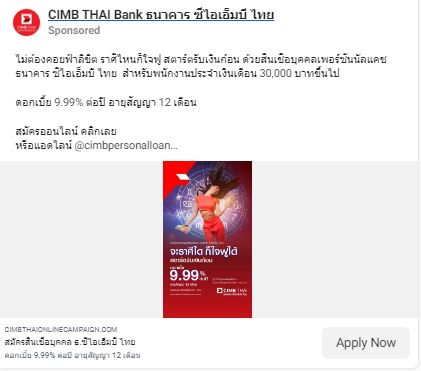 CIMB THAI Bank ธนาคาร ซีไอเอ็มบี ไทย
Sponsored
ไม่ต้องคอยฟ้าลิขิต ราศีไหนก็ใจฟู สตาร์ตรับเงินก้อน ด้วยสินเชื่อบุคคลเพอร์ซันนัลแคช
ธนาคาร ซีไอเอ็มบี ไทย สำหรับพนักงานประจำเงินเดือน 30,000 บาทขึ้นไป
ดอกเบี้ย 9.99% ต่อปี อายุสัญญา 12 เดือน
สมัครออนไลน์ คลิกเลย
หรือแอดไลน์ @cimbpersonalloan...
จะราศีใด ก็ใจฟูได้
สตาร์ตรับเงินก้อน
9.99%
ต่อปี
CIMB THAI
CIMBTHAIONLINECAMPAIGN.COM
สมัครสินเชื่อบุคคล ธ.ซีไอเอ็มบี ไทย
ดอกเบี้ย 9.99% ต่อปี อายุสัญญา 12 เดือน
Apply Now